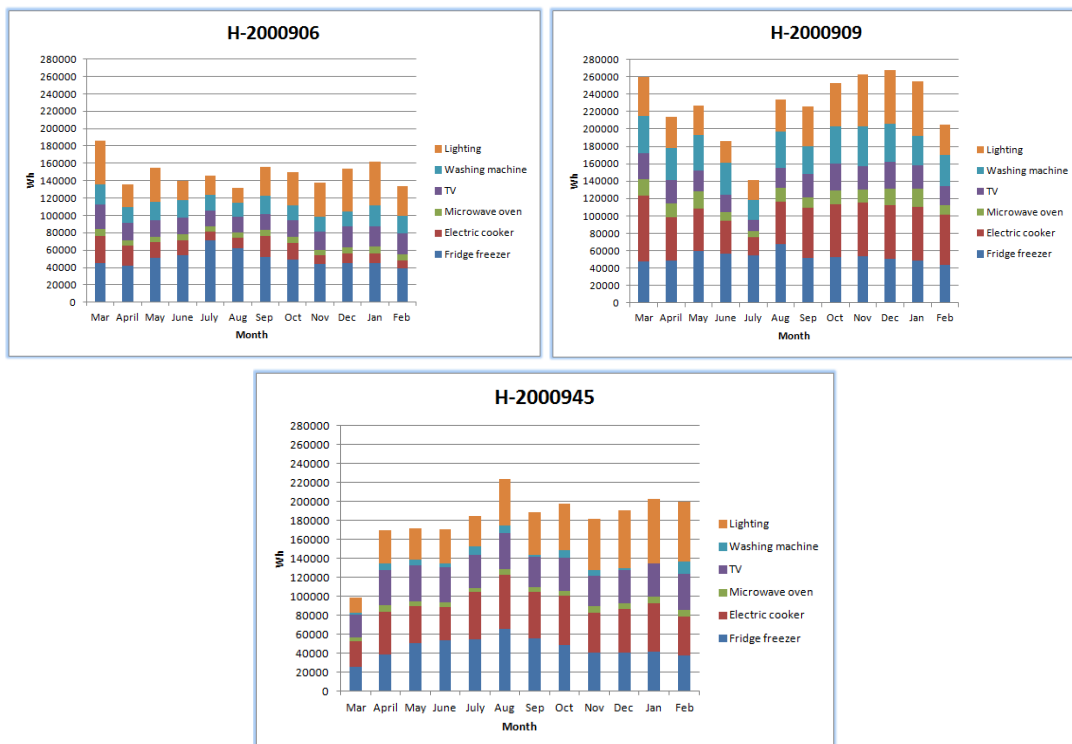 H-2000906
280000
260000
240000
220000
200000
180000
160000
140000
120000
100000
80000
60000
40000
20000
0
Wh
Mar April May June July Aug Sep Oct Nov Dec Jan Feb
Month
Lighting
Washing machine
TV
Microwave oven
Electric cooker
Fridge freezer
H-2000909
280000
260000
240000
220000
200000
180000
160000
140000
120000
100000
80000
60000
40000
20000
0
Wh
Mar April May June July Aug Sep Oct Nov Dec Jan Feb
Month
Lighting
Washing machine
TV
Microwave oven
Electric cooker
Fridge freezer
H-2000945
280000
260000
240000
220000
200000
180000
160000
140000
120000
100000
80000
60000
40000
20000
0
Wh
Mar April May June July Aug Sep Oct Nov Dec Jan Feb
Month
Lighting
Washing machine
TV
Microwave oven
Electric cooker
Fridge freezer